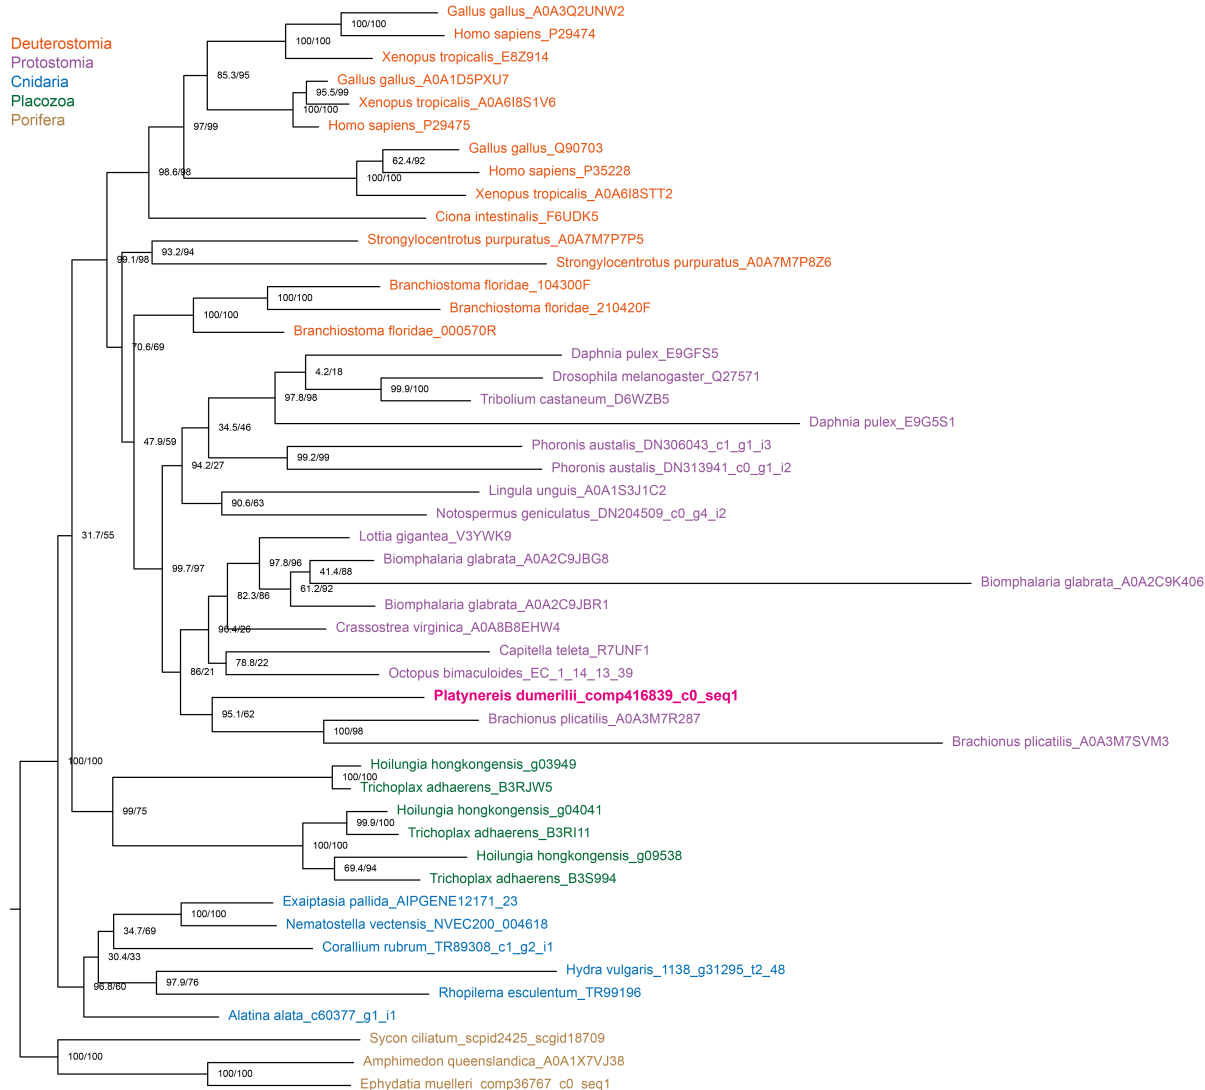 Gallus gallus_A0A3Q2UNW2
100/100
Homo sapiens_P29474
Deuterostomia
100/100
Protostomia
Xenopus tropicalis_E8Z914
Cnidaria
85.3/95
Gallus gallus_A0A1D5PXU7
Placozoa
95.5/99
Xenopus tropicalis_A0A6I8S1V6
100/100
Porifera
97/99
Homo sapiens_P29475
Gallus gallus_Q90703
62.4/92
98.6/98
Homo sapiens_P35228
100/100
Xenopus tropicalis_A0A6I8STT2
Ciona intestinalis_F6UDK5
Strongylocentrotus purpuratus_A0A7M7P7P5
93.2/94
99.1/98
Strongylocentrotus purpuratus_A0A7M7P8Z6
Branchiostoma floridae_104300F
100/100
Branchiostoma floridae_210420F
100/100
Branchiostoma floridae_000570R
70.6/69
Daphnia pulex_E9GFS5
4.2/18
Drosophila melanogaster_Q27571
99.9/100
97.8/98
Tribolium castaneum_D6WZB5
Daphnia pulex_E9G5S1
34.5/46
47.9/59
Phoronis austalis_DN306043_c1_g1_i3
99.2/99
94.2/27
Phoronis austalis_DN313941_c0_g1_i2
Lingula unguis_A0A1S3J1C2
90.6/63
Notospermus geniculatus_DN204509_c0_g4_i2
31.7/55
Lottia gigantea_V3YWK9
97.8/96
Biomphalaria glabrata_A0A2C9JBG8
99.7/97
41.4/88
Biomphalaria glabrata_A0A2C9K406
61.2/92
82.3/86
Biomphalaria glabrata_A0A2C9JBR1
96.4/26
Crassostrea virginica_A0A8B8EHW4
Capitella teleta_R7UNF1
78.8/22
86/21
Octopus bimaculoides_EC_1_14_13_39
Platynereis dumerilii_comp416839_c0_seq1
95.1/62
Brachionus plicatilis_A0A3M7R287
100/98
Brachionus plicatilis_A0A3M7SVM3
100/100
Hoilungia hongkongensis_g03949
100/100
Trichoplax adhaerens_B3RJW5
99/75
Hoilungia hongkongensis_g04041
99.9/100
Trichoplax adhaerens_B3RI11
100/100
Hoilungia hongkongensis_g09538
69.4/94
Trichoplax adhaerens_B3S994
Exaiptasia pallida_AIPGENE12171_23
100/100
Nematostella vectensis_NVEC200_004618
34.7/69
Corallium rubrum_TR89308_c1_g2_i1
30.4/33
Hydra vulgaris_1138_g31295_t2_48
97.9/76
96.8/60
Rhopilema esculentum_TR99196
Alatina alata_c60377_g1_i1
Sycon ciliatum_scpid2425_scgid18709
100/100
Amphimedon queenslandica_A0A1X7VJ38
100/100
Ephydatia muelleri_comp36767_c0_seq1